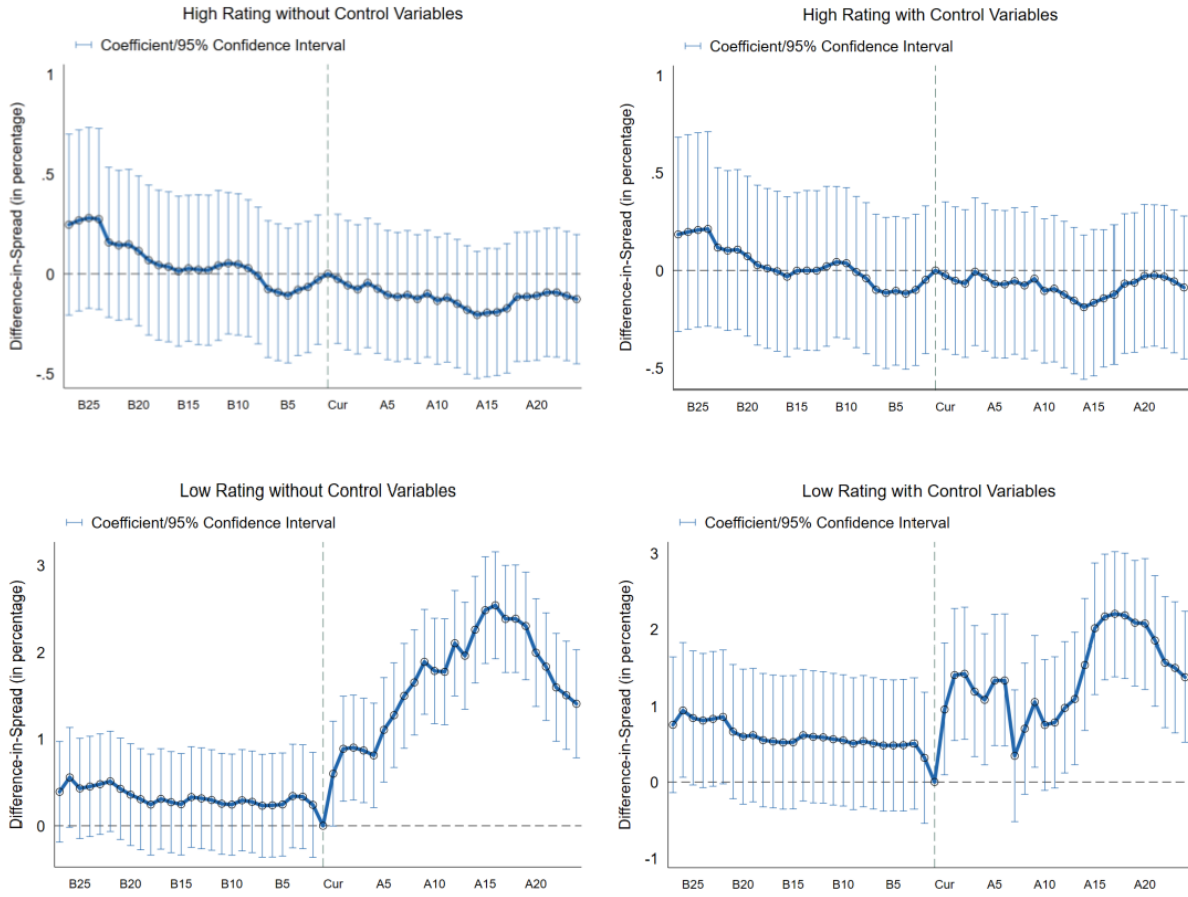 High Rating without Control Variables
Coefficient/95% Confidence Interval
Difference-in-Spread (in percentage)
1
.5
0
-.5
B25 B20 B15 B10 B5 Cur A5 A10 A15 A20
High Rating with Control Variables
Coefficient/95% Confidence Interval
Difference-in-Spread (in percentage)
1
.5
0
-.5
B25 B20 B15 B10 B5 Cur A5 A10 A15 A20
Low Rating without Control Variables
Coefficient/95% Confidence Interval
Difference-in-Spread (in percentage)
3
2
1
0
B25 B20 B15 B10 B5 Cur A5 A10 A15 A20
Low Rating with Control Variables
Coefficient/95% Confidence Interval
Difference-in-Spread (in percentage)
3
2
1
0
-1
B25 B20 B15 B10 B5 Cur A5 A10 A15 A20